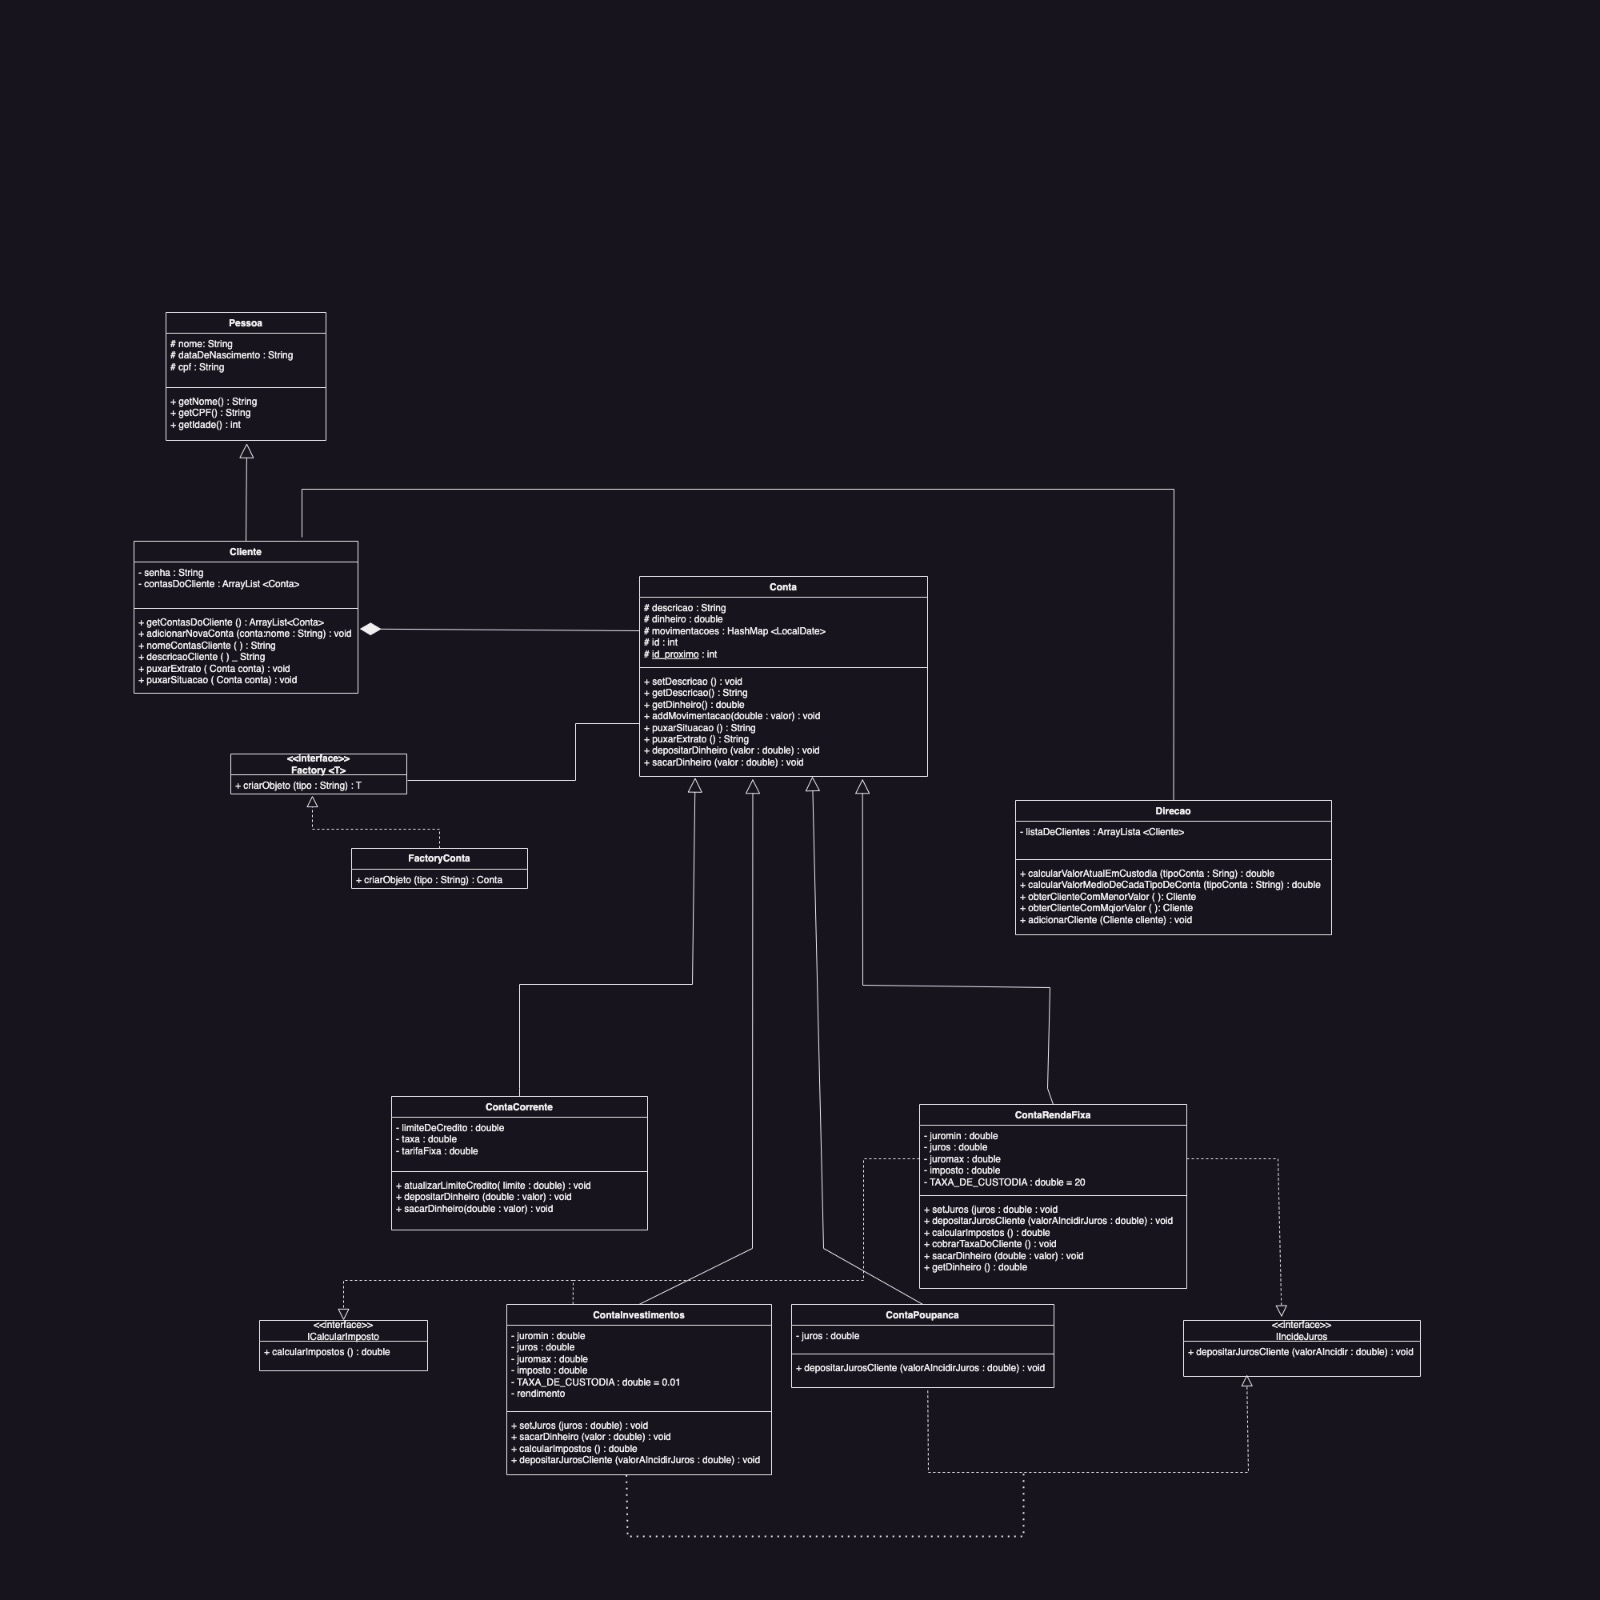 Pessoa
# nome: String
# dataDeNascimento : String
# cpf : String
+ getNome() : String
+ getCPF() : String
+ getIdade() : int
Cliente
- senha : String
- contasDoCliente : ArrayList <Conta>
+ getContasDoCliente () : ArrayList<Conta>
+ adicionarNovaConta (conta:nome : String) : void
+ nomeContasCliente ( ) : String
+ descricaoCliente ( ) _ String
+ puxarExtrato ( Conta conta) : void
+ puxarSituacao ( Conta conta) : void
Conta
# descricao : String
# dinheiro : double
# movimentacoes : HashMap <LocalDate>
# id : int
# id_proximo : int
+ setDescricao () : void
+ getDescricao() : String
+ getDinheiro() : double
+ addMovimentacao(double : valor) : void
+ puxarSituacao () : String
+ puxarExtrato () : String
+ depositarDinheiro (valor : double) : void
+ sacarDinheiro (valor : double) : void
<<interface>>
Factory <T>
+ criarObjeto (tipo : String) : T
FactoryConta
+ criarObjeto (tipo : String) : Conta
Direcao
- listaDeClientes : ArrayLista <Cliente>
+ calcularValorAtualEmCustodia (tipoConta : Sring) : double
+ calcularValorMedioDeCadaTipoDeConta (tipoConta : String) : double
+ obterClienteComMenorValor ( ): Cliente
+ obterClienteComMqiorValor ( ): Cliente
+ adicionarCliente (Cliente cliente) : void
ContaCorrente
- limiteDeCredito : double
- taxa : double
- tarifaFixa : double
+ atualizarLimiteCredito( limite : double) : void
+ depositarDinheiro (double : valor) : void
+ sacarDinheiro(double : valor) : void
ContaRendaFixa
- juromin : double
- juros : double
- juromax : double
- imposto : double
- TAXA_DE_CUSTODIA : double = 20
+ setJuros (juros : double : void
+ depositarJurosCliente (valorAIncidirJuros : double) : void
+ calcularImpostos () : double
+ cobrarTaxaDoCliente () : void
+ sacarDinheiro (double : valor) : void
+ getDinheiro () : double
<<interface>>
ICalcularImposto
+ calcularImpostos () : double
ContaInvestimentos
- juromin : double
- juros : double
- juromax : double
- imposto : double
- TAXA_DE_CUSTODIA : double = 0.01
- rendimento
+ setJuros (juros : double) : void
+ sacarDinheiro (valor : double) : void
+ calcularImpostos () : double
+ depositarJurosCliente (valorAIncidirJuros : double) : void
ContaPoupanca
- juros : double
+ depositarJurosCliente (valorAIncidirJuros : double) : void
<<interface>>
IIncideJuros
+ depositarJurosCliente (valorAIncidir : double) : void